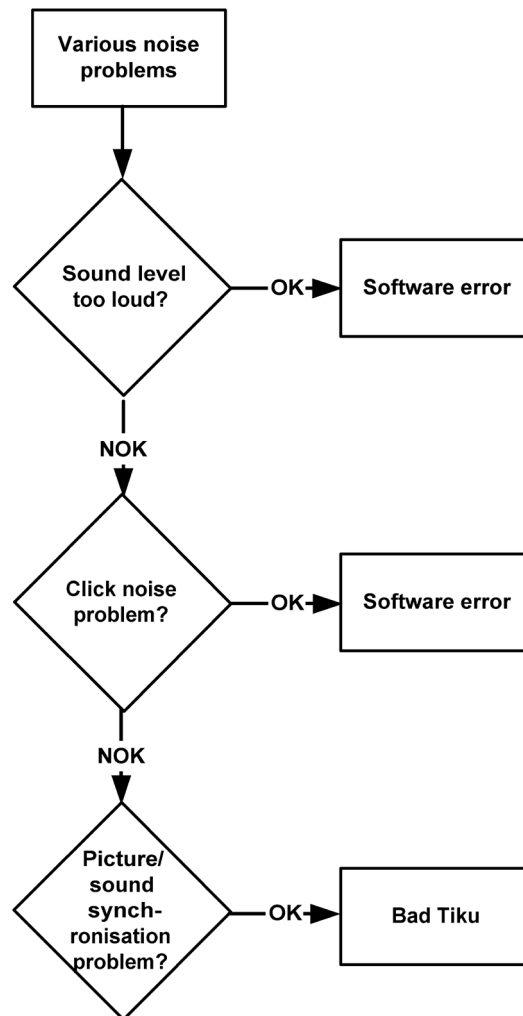 Various noise
problems
Sound level
too loud?
OK
Software error
NOK
Click noise
problem?
OK
Software error
NOK
Picture/
sound
synch-
ronisation
problem?
OK
Bad Tiku